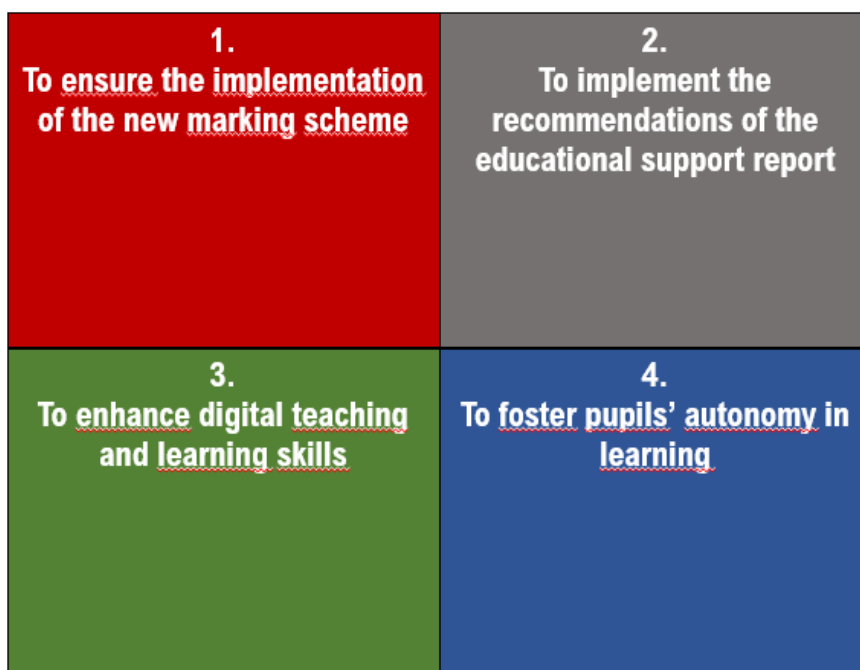 1.
To ensure the implementation
of the new marking scheme
2.
To implement the
recommendations of the
educational support report
3.
To enhance digital teaching
and learning skills
4.
To foster pupils’ autonomy in
learning